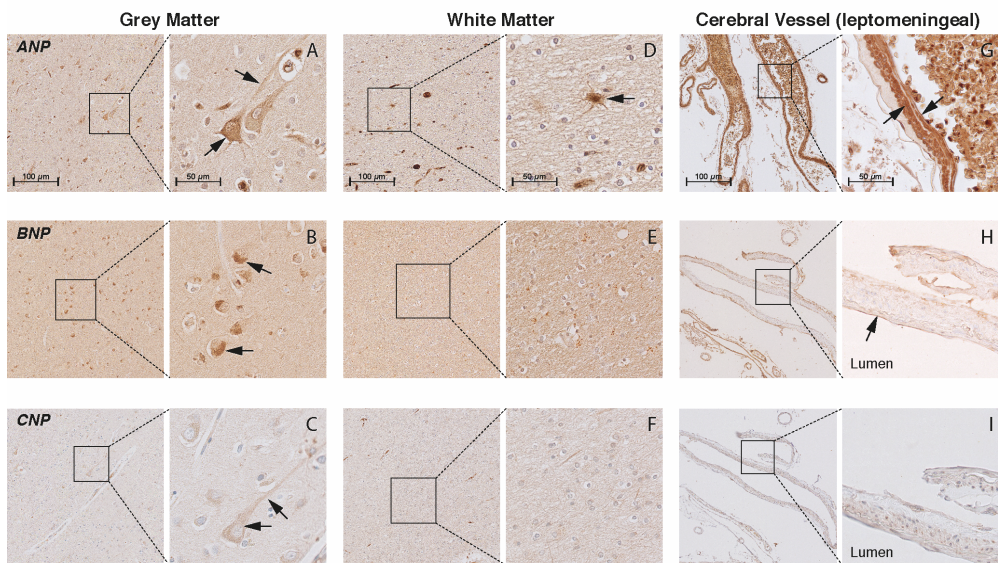 Grey Matter White Matter Cerebral Vessel (leptomeningeal)
ANP A D G
100 µm 50 µm 100 µm 50 µm 100 µm 50 µm
BNP B E H
Lumen
CNP C F I
Lumen